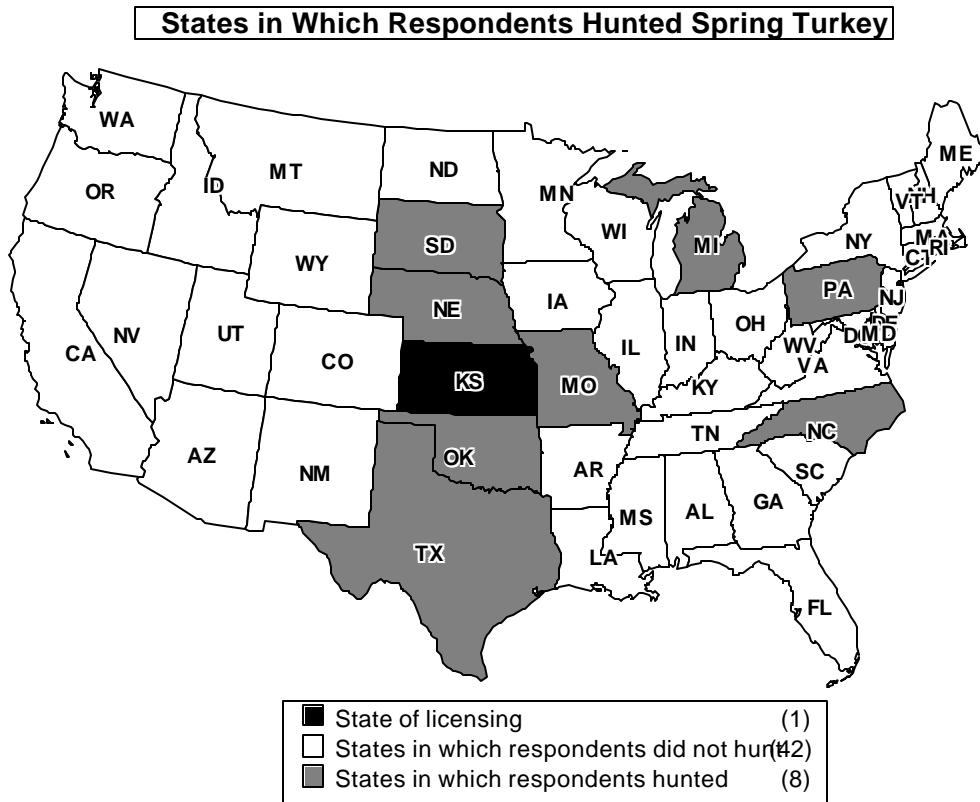 States in Which Respondents Hunted Spring Turkey
WA
MT
ND
ME
OR
ID
MN
VT
SD
WI
MI
NY
MA
WY
CT
RI
NE
IA
PA
NJ
NV
UT
OH
IL
IN
MD
CA
CO
WV
VA
KS
MO
KY
TN
NC
AZ
NM
OK
AR
SC
MS
AL
GA
TX
LA
FL
State of licensing (1)
States in which respondents did not hunt (42)
States in which respondents hunted (8)